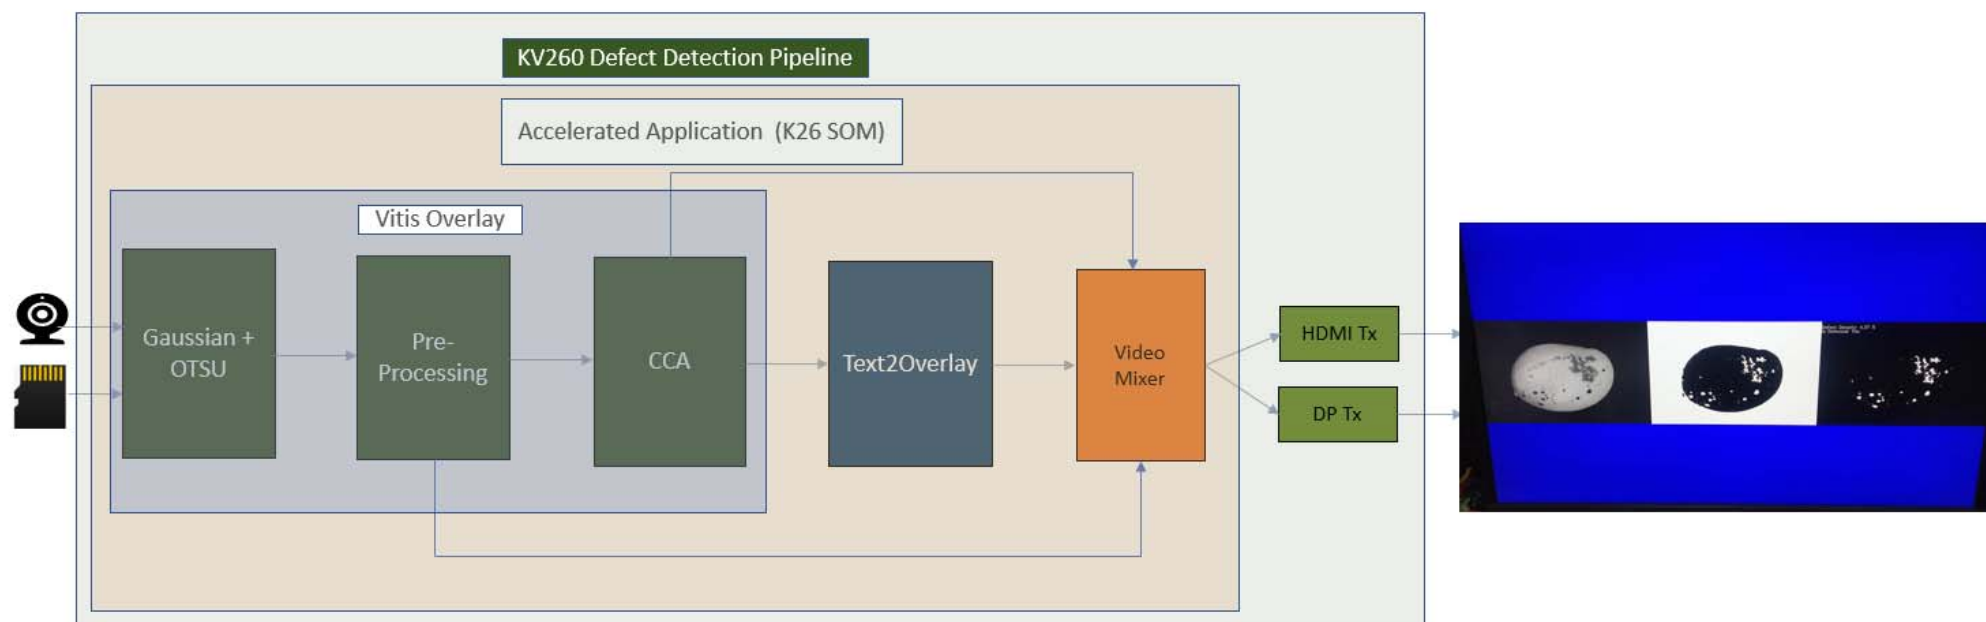 KV260 Defect Detection Pipeline
Accelerated Application (K26 SOM)
Vitis Overlay
Gaussian +
OTSU
Pre-
Processing
CCA
Text2Overlay
Video
Mixer
HDMI Tx
DP Tx